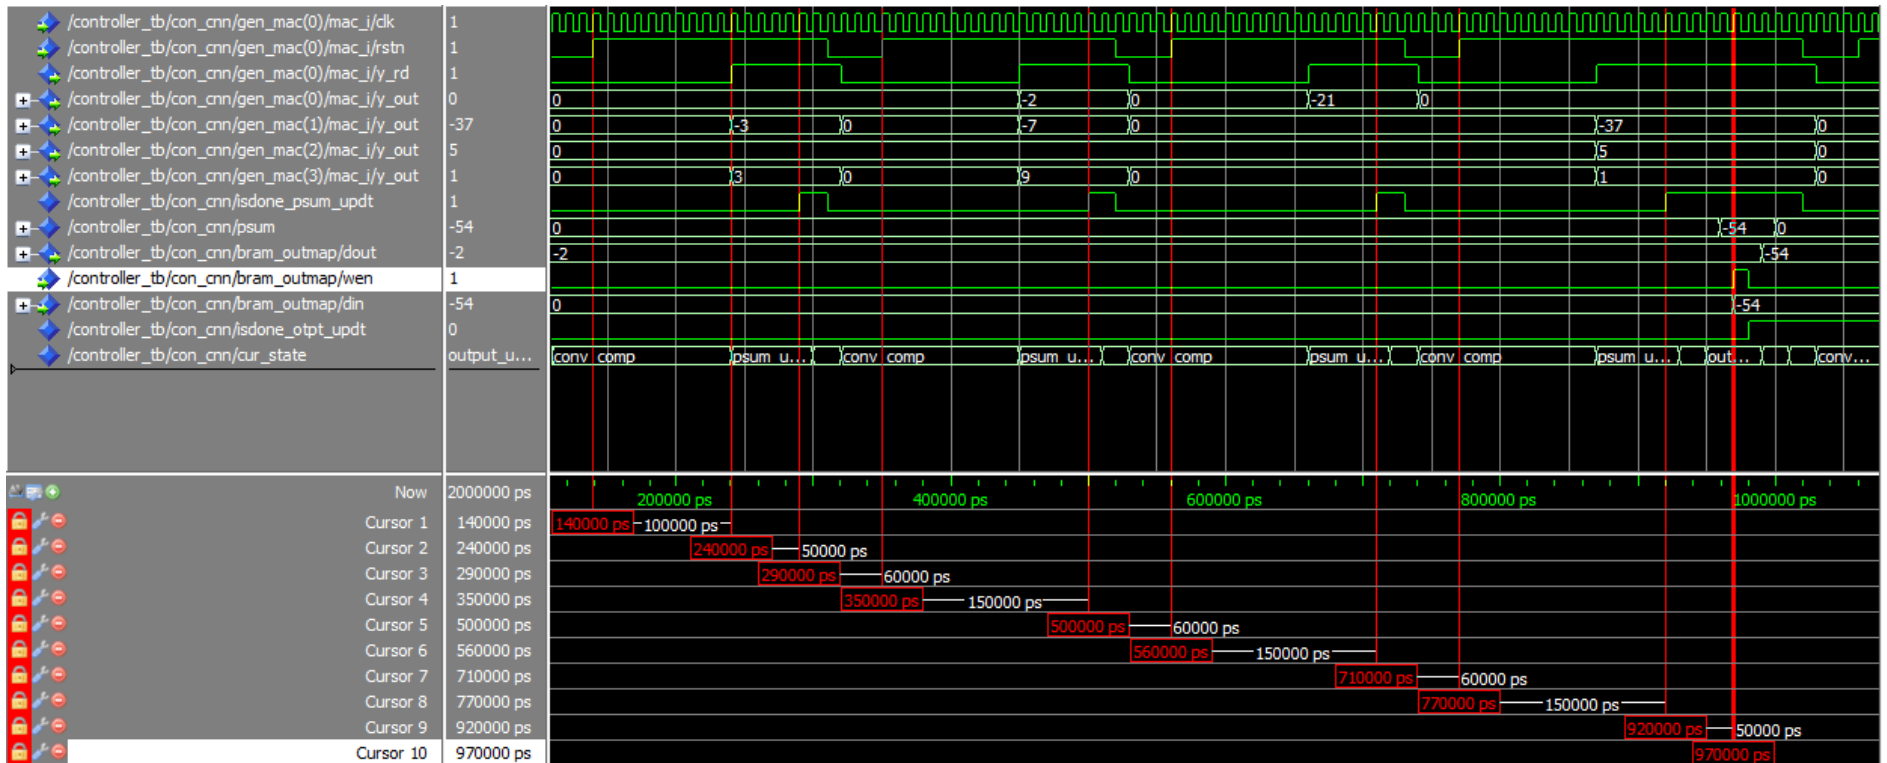 /controller_tb/con_cnn/gen_mac(0)/mac_i/clk 1
/controller_tb/con_cnn/gen_mac(0)/mac_i/rstn 1
/controller_tb/con_cnn/gen_mac(0)/mac_i/y_rd 1
/controller_tb/con_cnn/gen_mac(0)/mac_i/y_out 0 0 -2 0 -21 0
/controller_tb/con_cnn/gen_mac(1)/mac_i/y_out -37 0 -3 0 -7 0 -37 0
/controller_tb/con_cnn/gen_mac(2)/mac_i/y_out 5 0 5 0
/controller_tb/con_cnn/gen_mac(3)/mac_i/y_out 1 0 3 0 9 0 1 0
/controller_tb/con_cnn/isdone_psum_updt 1
/controller_tb/con_cnn/psum -54 0 -54 0
/controller_tb/con_cnn/bram_outmap/dout -2 -2 -54
/controller_tb/con_cnn/bram_outmap/wen 1
/controller_tb/con_cnn/bram_outmap/din -54 0 -54
/controller_tb/con_cnn/isdone_otpt_updt 0
/controller_tb/con_cnn/cur_state output_u... conv_comp psum_u... conv_comp psum_u... conv_comp psum_u... conv_comp psum_u... out... conv...
Now 2000000 ps 200000 ps 400000 ps 600000 ps 800000 ps 1000000 ps
Cursor 1 140000 ps 140000 ps 100000 ps
Cursor 2 240000 ps 240000 ps 50000 ps
Cursor 3 290000 ps 290000 ps 60000 ps
Cursor 4 350000 ps 350000 ps 150000 ps
Cursor 5 500000 ps 500000 ps 60000 ps
Cursor 6 560000 ps 560000 ps 150000 ps
Cursor 7 710000 ps 710000 ps 60000 ps
Cursor 8 770000 ps 770000 ps 150000 ps
Cursor 9 920000 ps 920000 ps 50000 ps
Cursor 10 970000 ps 970000 ps